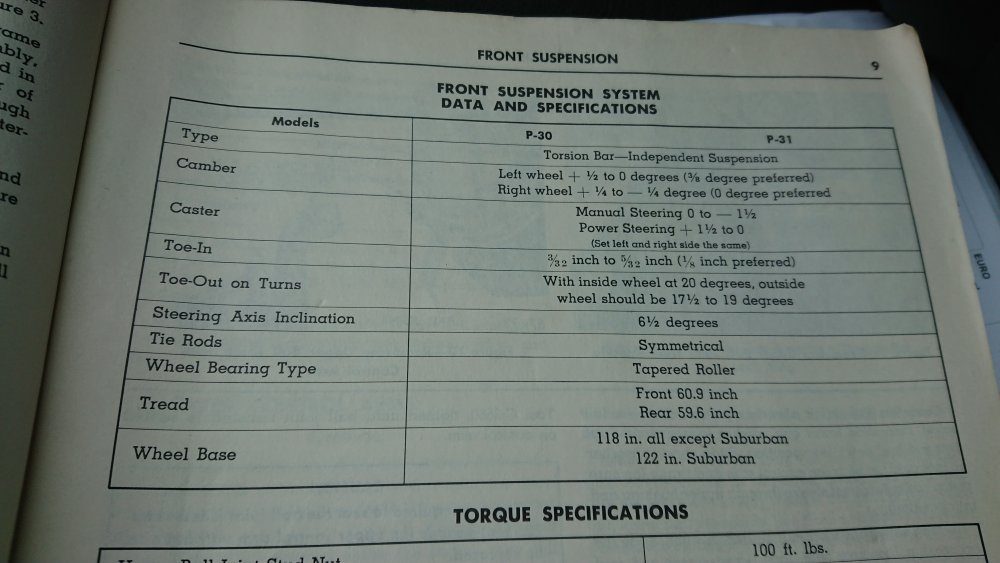 ure 3.
FRONT SUSPENSION 9
FRONT SUSPENSION SYSTEM
DATA AND SPECIFICATIONS
Models P-30 P-31
Type Torsion Bar—Independent Suspension
Camber Left wheel + ½ to 0 degrees (⅜ degree preferred)
Right wheel + ¼ to — ¼ degree (0 degree preferred
Caster Manual Steering 0 to — 1½
Power Steering + 1½ to 0
(Set left and right side the same)
Toe-In 3/32 inch to 5/32 inch (⅛ inch preferred)
Toe-Out on Turns With inside wheel at 20 degrees, outside
wheel should be 17½ to 19 degrees
Steering Axis Inclination 6½ degrees
Tie Rods Symmetrical
Wheel Bearing Type Tapered Roller
Tread Front 60.9 inch
Rear 59.6 inch
Wheel Base 118 in. all except Suburban
122 in. Suburban
TORQUE SPECIFICATIONS
100 ft. lbs.
EURO